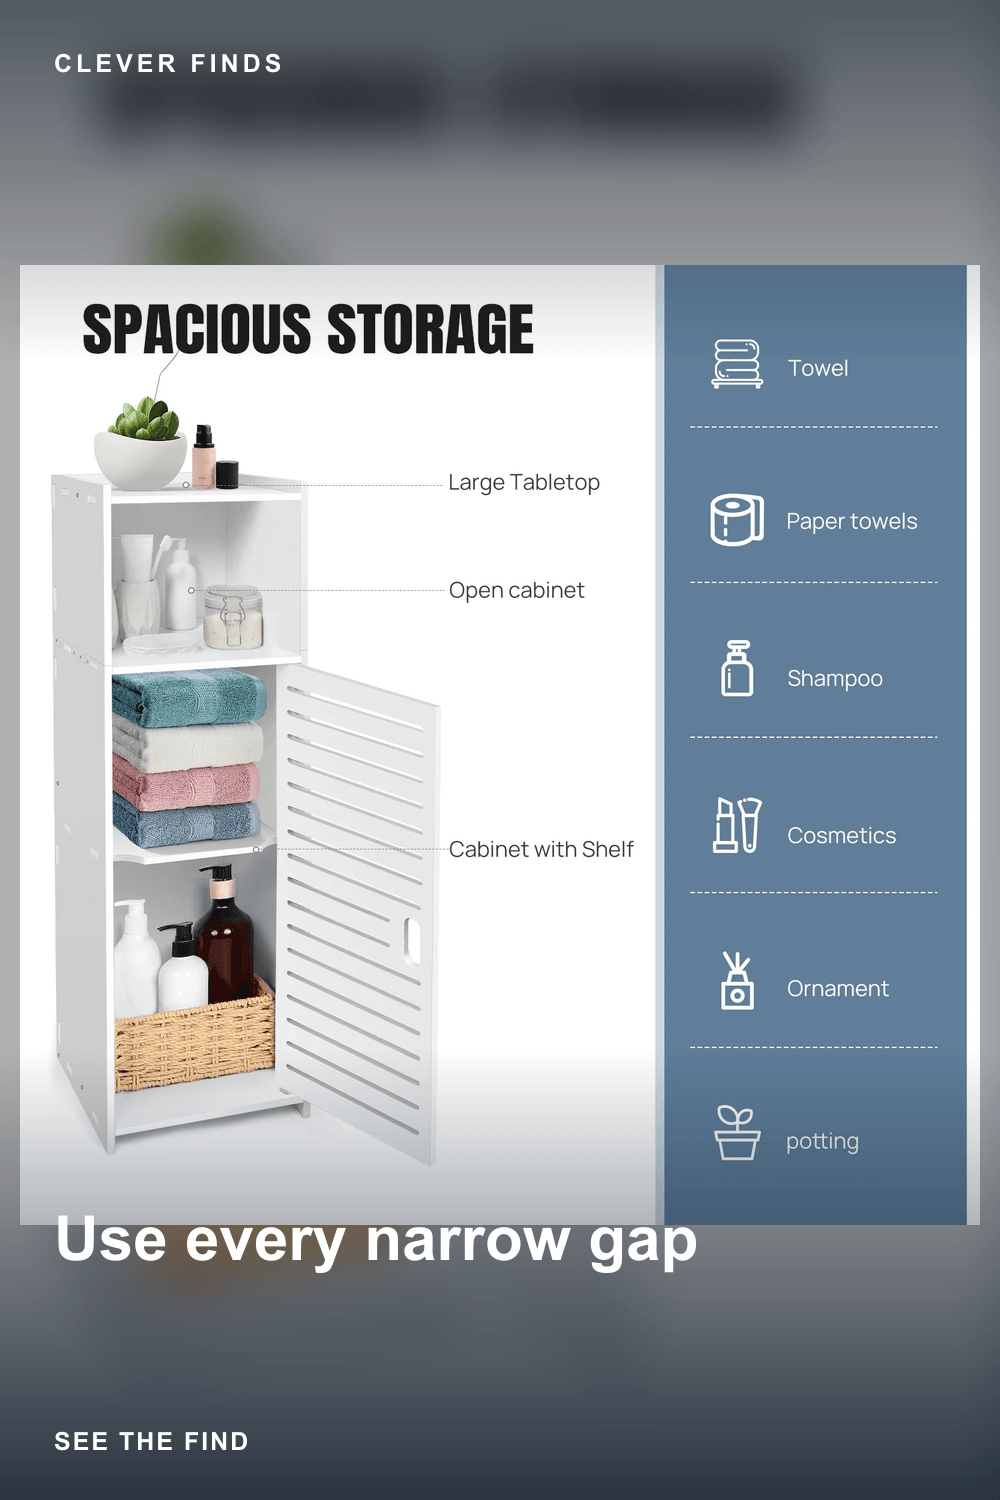 CLEVER FINDS
SPACIOUS STORAGE
Large Tabletop
Open cabinet
Cabinet with Shelf
Towel
Paper towels
Shampoo
Cosmetics
Ornament
potting
Use every narrow gap
SEE THE FIND